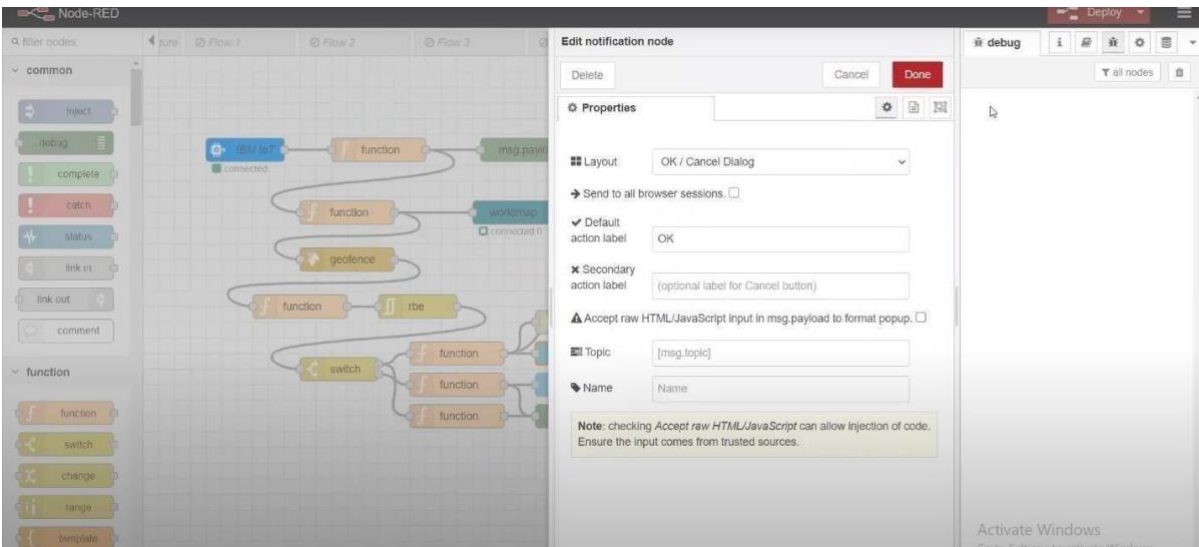 Node-RED
Deploy
filter nodes
Flow 1
Flow 2
Flow 3
Edit notification node
debug
i
common
Delete
Cancel
Done
all nodes
Properties
inject
debug
IBM IoT
function
msg.paylo
connected
Layout
OK / Cancel Dialog
complete
Send to all browser sessions.
catch
function
worldmap
Default
action label
OK
status
connected 0
geofence
Secondary
action label
(optional label for Cancel button)
link in
link out
function
rbe
Accept raw HTML/JavaScript input in msg.payload to format popup.
comment
function
Topic
[msg.topic]
function
switch
function
Name
Name
function
function
Note: checking Accept raw HTML/JavaScript can allow injection of code.
Ensure the input comes from trusted sources.
switch
change
range
template
Activate Windows